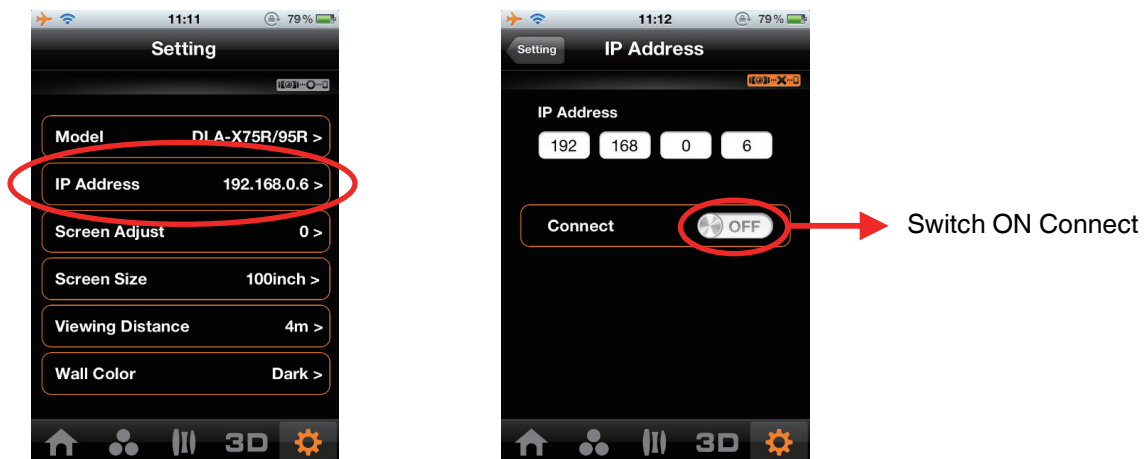 11:11 79%
Setting
Model DLA-X75R/95R >
IP Address 192.168.0.6 >
Screen Adjust 0 >
Screen Size 100inch >
Viewing Distance 4m >
Wall Color Dark >
3D
11:12 79%
Setting IP Address
IP Address
192 168 0 6
Connect OFF
3D
Switch ON Connect